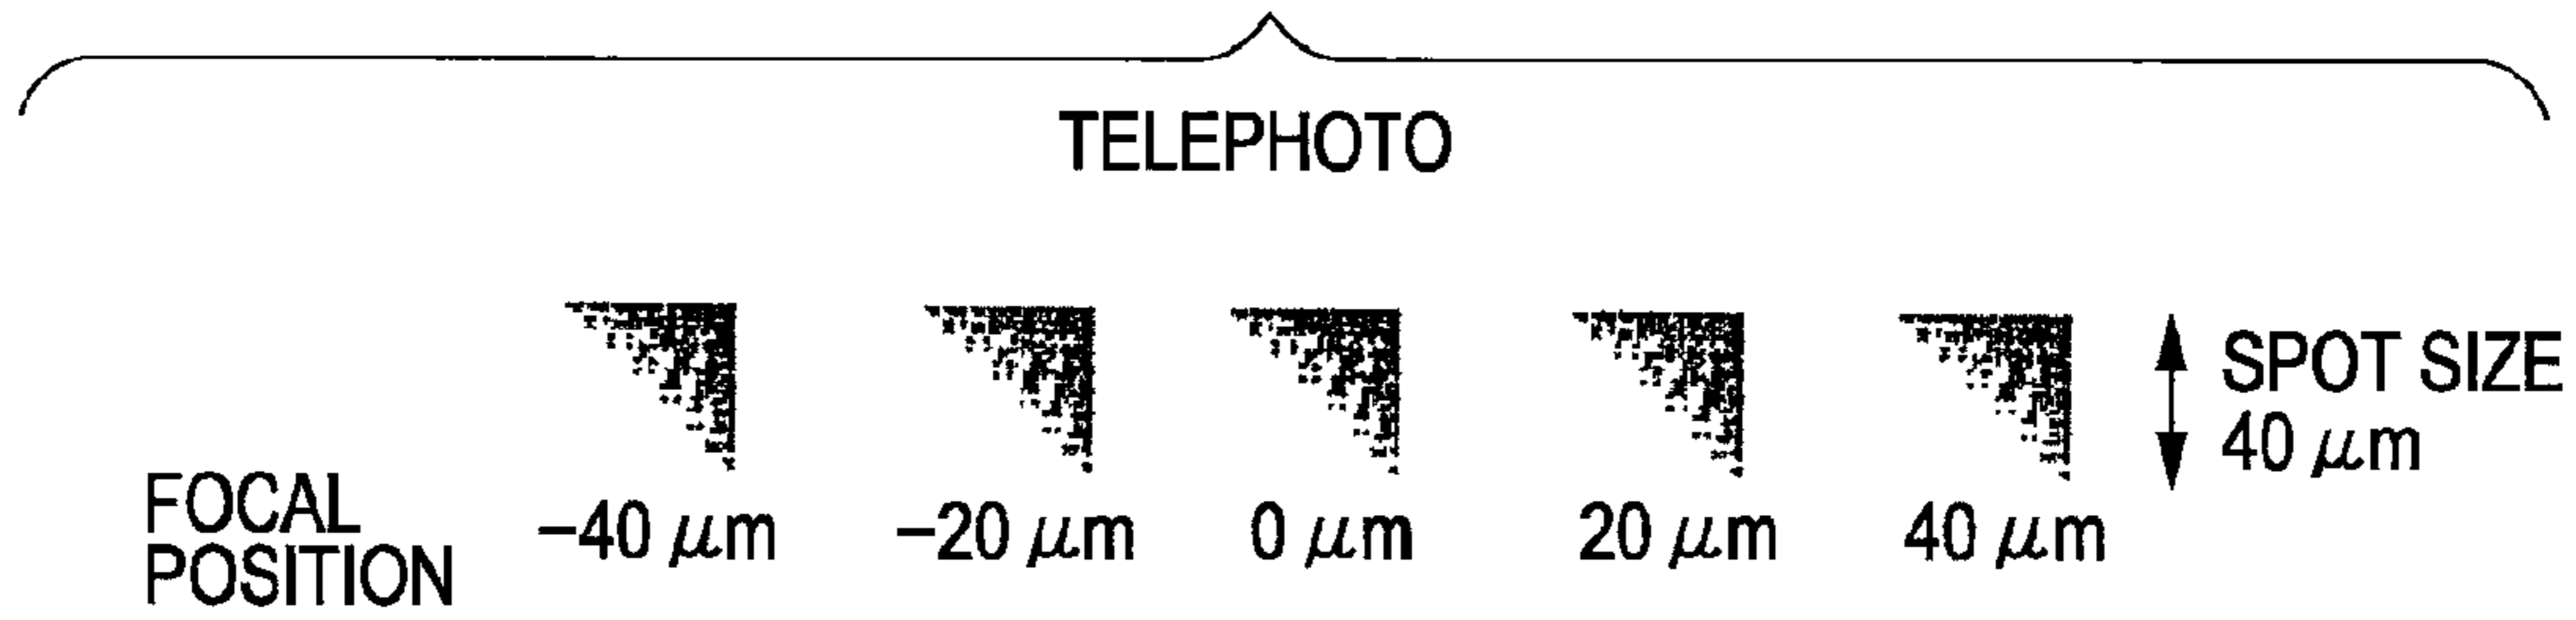 TELEPHOTO
SPOT SIZE
40 μm
FOCAL
POSITION
−40 μm −20 μm 0 μm 20 μm 40 μm